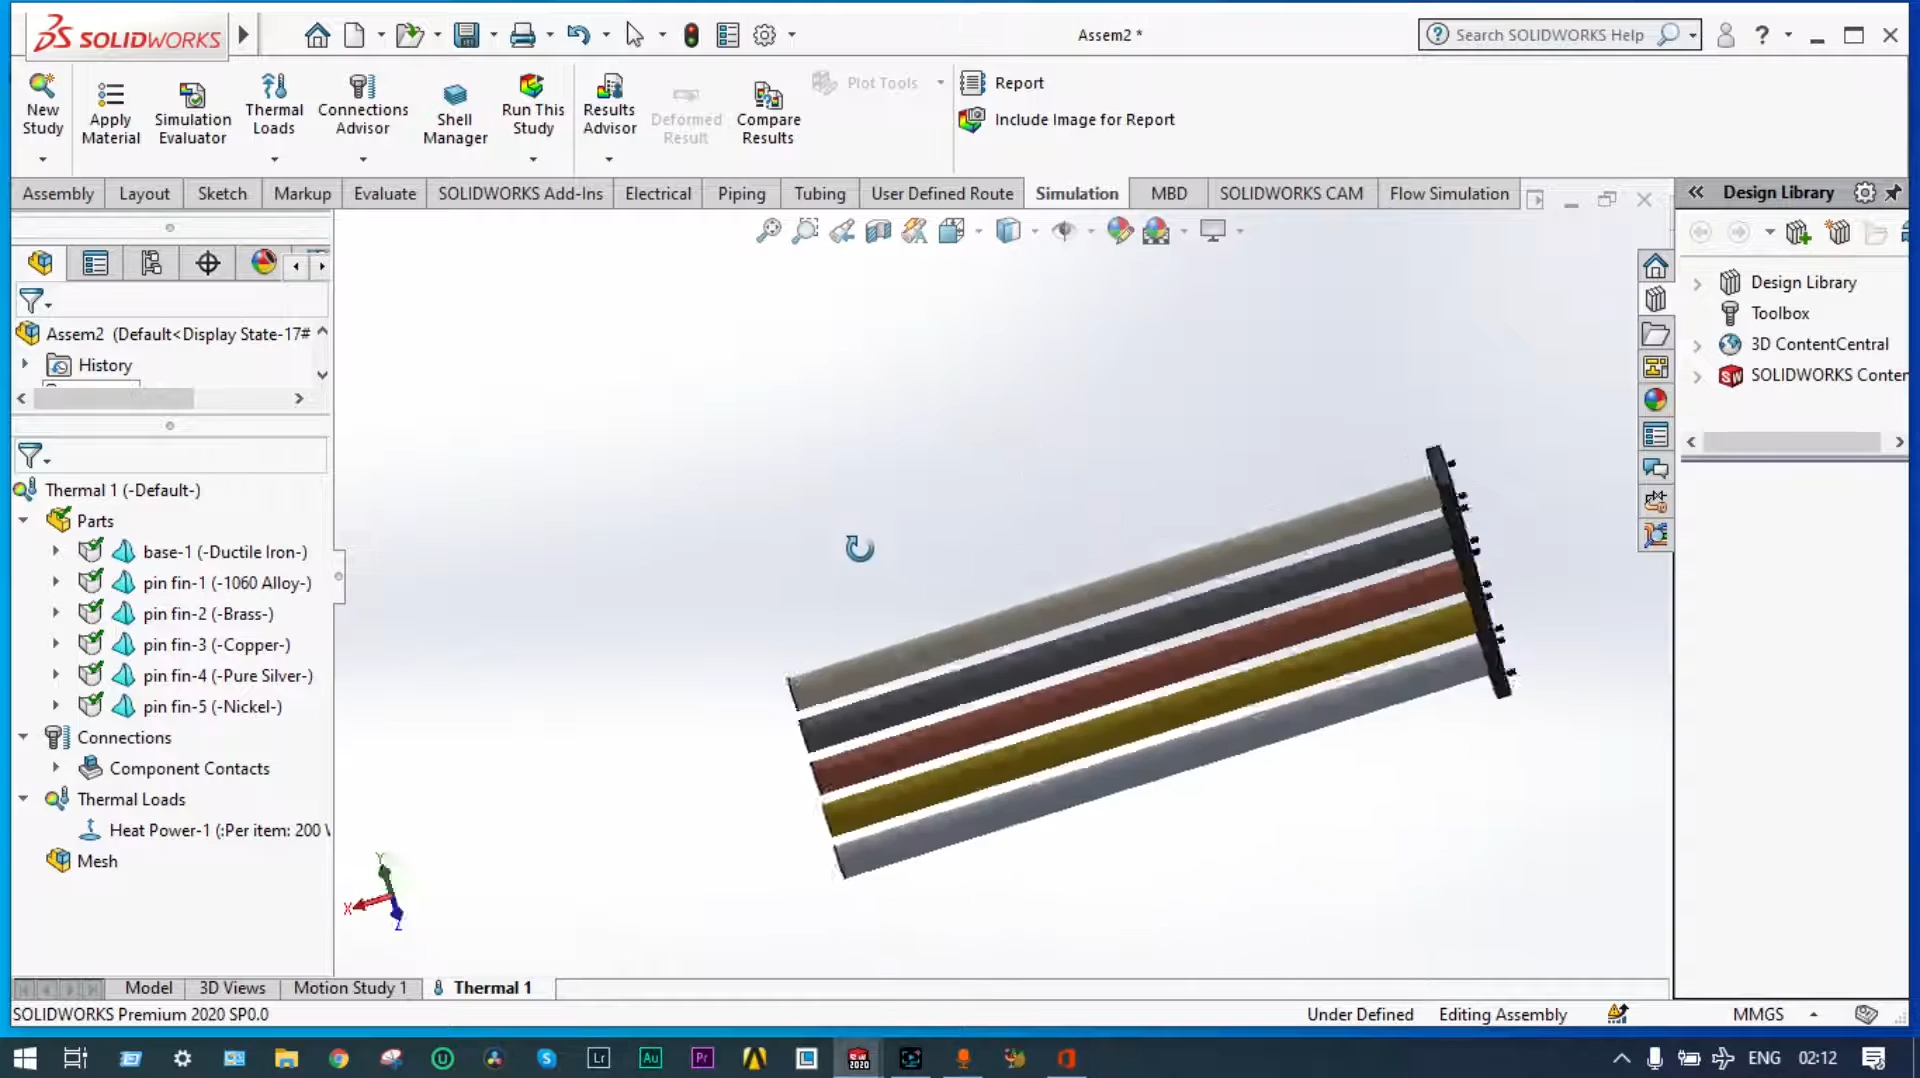 SOLIDWORKS
Assem2 *
Search SOLIDWORKS Help
New Study
Apply Material
Simulation Evaluator
Thermal Loads
Connections Advisor
Shell Manager
Run This Study
Results Advisor
Deformed Result
Compare Results
Plot Tools
Report
Include Image for Report
Assembly
Layout
Sketch
Markup
Evaluate
SOLIDWORKS Add-Ins
Electrical
Piping
Tubing
User Defined Route
Simulation
MBD
SOLIDWORKS CAM
Flow Simulation
Design Library
Design Library
Toolbox
3D ContentCentral
SOLIDWORKS Conter
Assem2 (Default<Display State-17#
History
Thermal 1 (-Default-)
Parts
base-1 (-Ductile Iron-)
pin fin-1 (-1060 Alloy-)
pin fin-2 (-Brass-)
pin fin-3 (-Copper-)
pin fin-4 (-Pure Silver-)
pin fin-5 (-Nickel-)
Connections
Component Contacts
Thermal Loads
Heat Power-1 (:Per item: 200 \
Mesh
Y
X
Z
Model
3D Views
Motion Study 1
Thermal 1
SOLIDWORKS Premium 2020 SP0.0
Under Defined
Editing Assembly
MMGS
Lr
Au
Pr
SW 2020
ENG
02:12